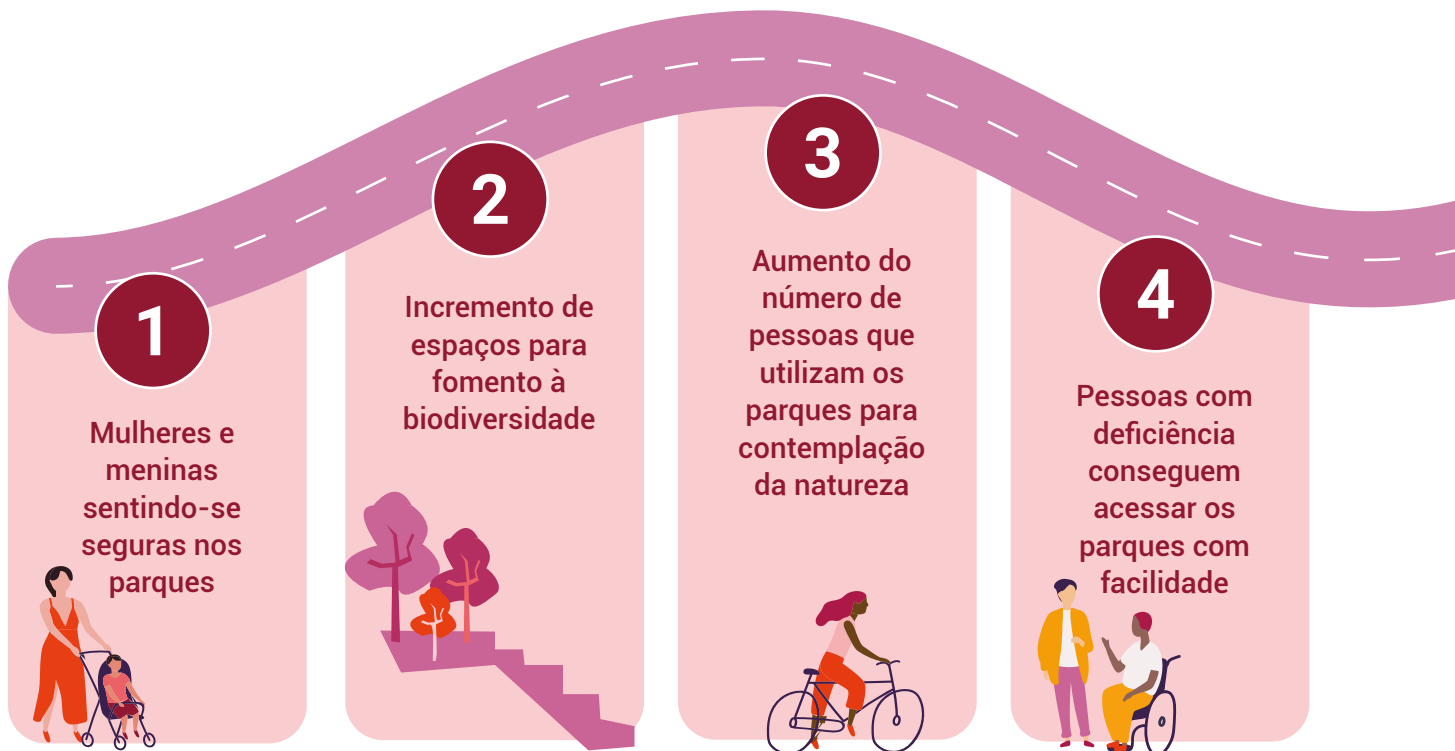 1
Mulheres e
meninas
sentindo-se
seguras nos
parques
2
Incremento de
espaços para
fomento à
biodiversidade
3
Aumento do
número de
pessoas que
utilizam os
parques para
contemplação
da natureza
4
Pessoas com
deficiência
conseguem
acessar os
parques com
facilidade